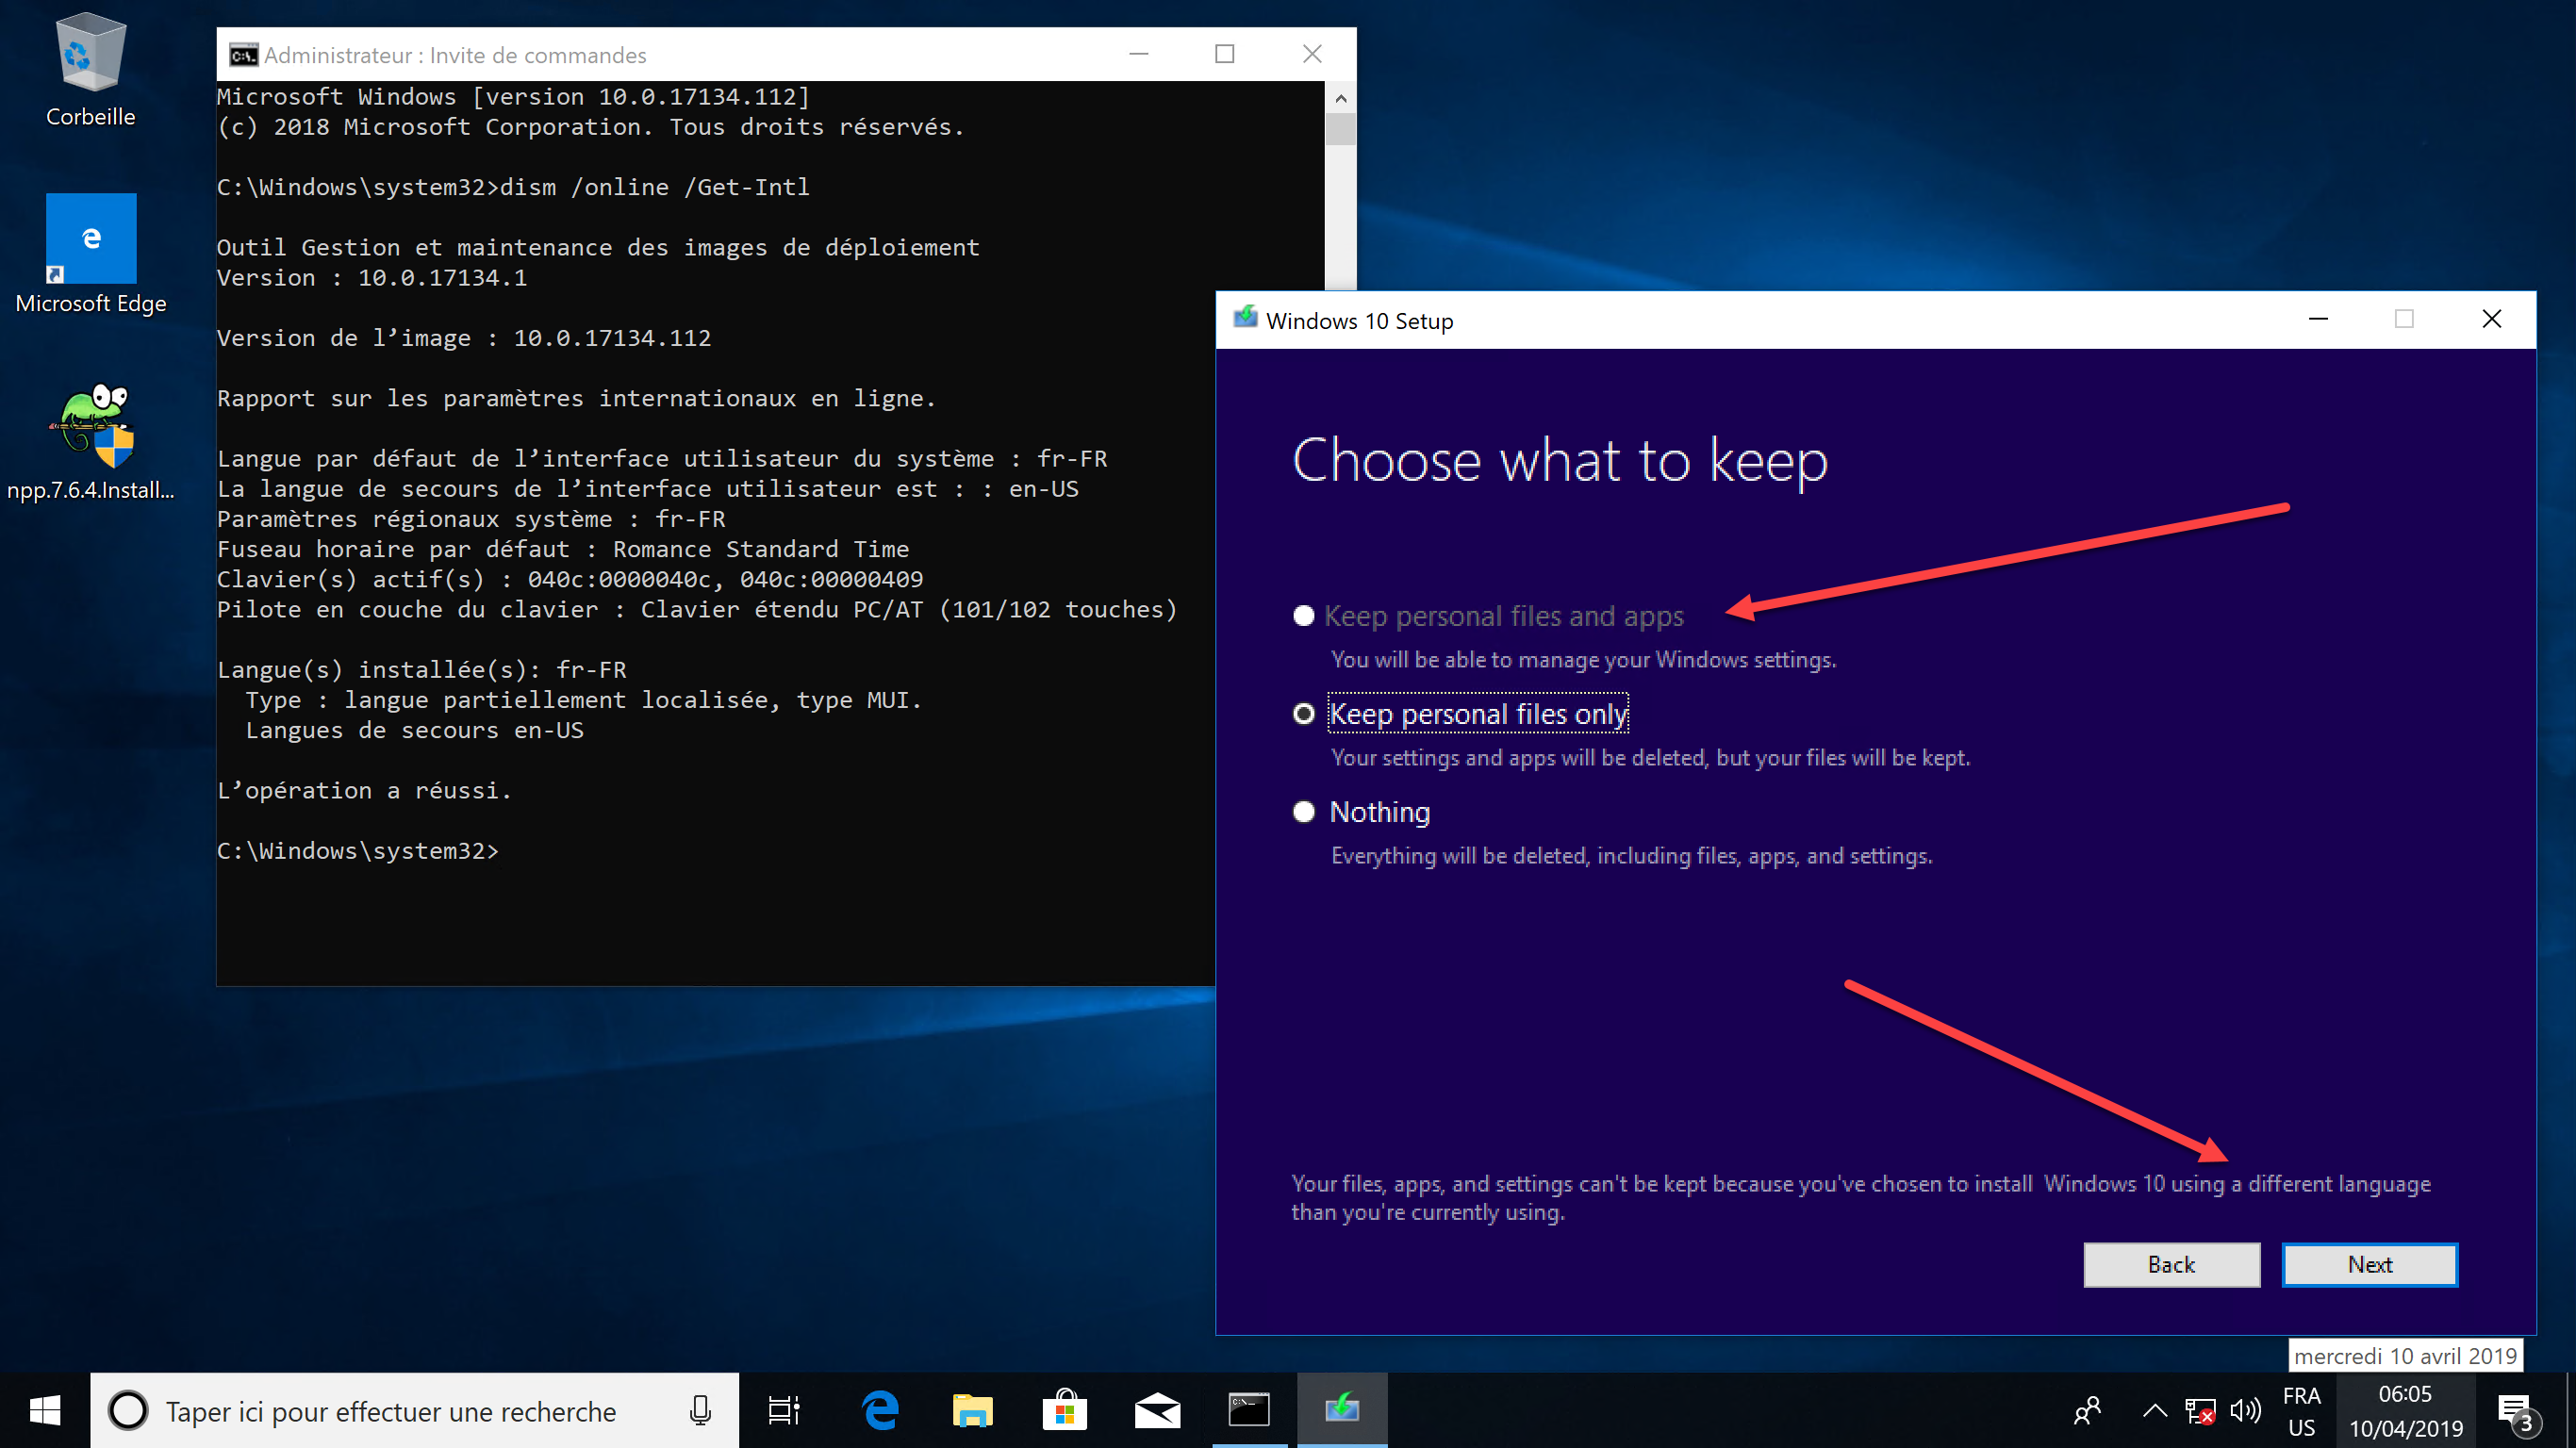 Corbeille
Microsoft Edge
npp.7.6.4.Install...
Administrateur : Invite de commandes
Microsoft Windows [version 10.0.17134.112]
(c) 2018 Microsoft Corporation. Tous droits réservés.
C:\Windows\system32>dism /online /Get-Intl
Outil Gestion et maintenance des images de déploiement
Version : 10.0.17134.1
Version de l’image : 10.0.17134.112
Rapport sur les paramètres internationaux en ligne.
Langue par défaut de l’interface utilisateur du système : fr-FR
La langue de secours de l’interface utilisateur est : : en-US
Paramètres régionaux système : fr-FR
Fuseau horaire par défaut : Romance Standard Time
Clavier(s) actif(s) : 040c:0000040c, 040c:00000409
Pilote en couche du clavier : Clavier étendu PC/AT (101/102 touches)
Langue(s) installée(s): fr-FR
Type : langue partiellement localisée, type MUI.
Langues de secours en-US
L’opération a réussi.
C:\Windows\system32>
Windows 10 Setup
Choose what to keep
Keep personal files and apps
You will be able to manage your Windows settings.
Keep personal files only
Your settings and apps will be deleted, but your files will be kept.
Nothing
Everything will be deleted, including files, apps, and settings.
Your files, apps, and settings can't be kept because you've chosen to install Windows 10 using a different language
than you're currently using.
Back
Next
mercredi 10 avril 2019
Taper ici pour effectuer une recherche
FRA
US
06:05
10/04/2019
3